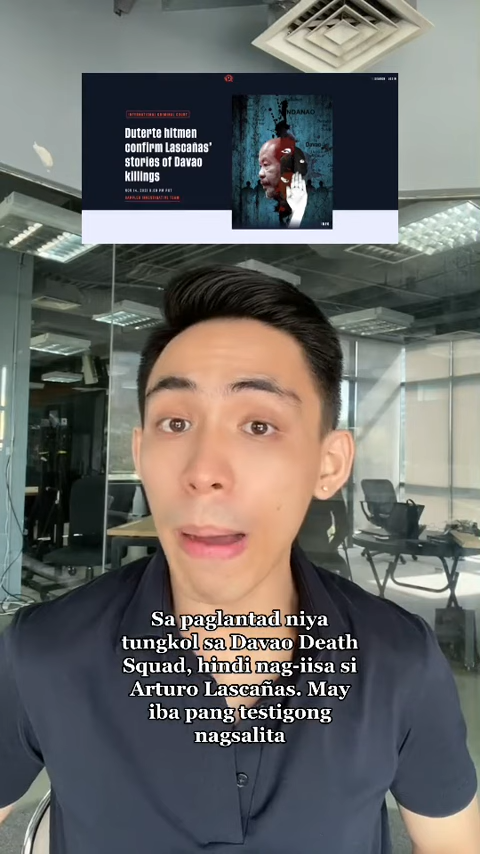 INTERNATIONAL CRIMINAL COURT
Duterte hitmen
confirm Lascañas'
stories of Davao
killings
RAPPLER INVESTIGATIVE TEAM
Sa paglantad niya
tungkol sa Davao Death
Squad, hindi nag-iisa si
Arturo Lascañas. May
iba pang testigong
nagsalita